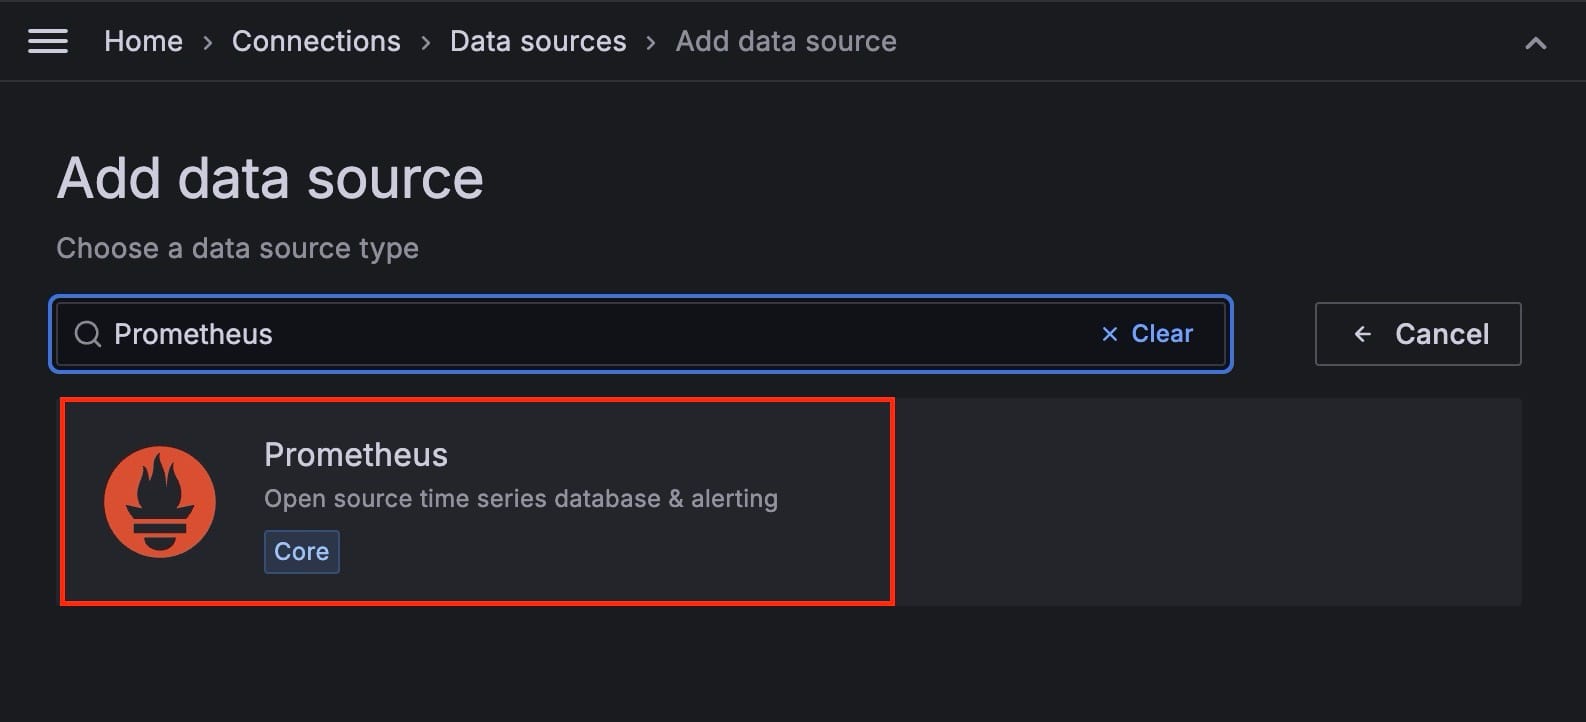 Home › Connections › Data sources › Add data source
Add data source
Choose a data source type
Prometheus
Clear
Cancel
Prometheus
Open source time series database & alerting
Core